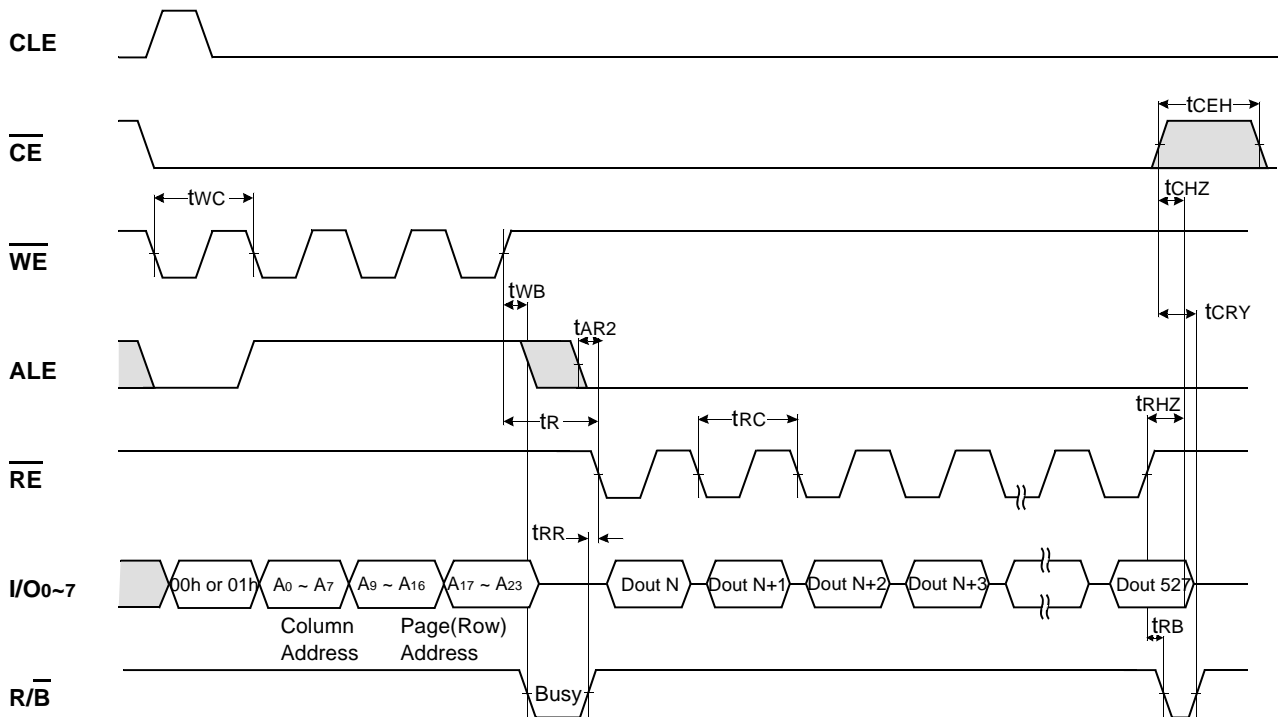 CLE
tCEH
CE
tCHZ
tWC
WE
tWB
tCRY
tAR2
ALE
tRHZ
tR
tRC
RE
tRR
I/O0~7
00h or 01h
A0 ~ A7
A9 ~ A16
A17 ~ A23
Dout N
Dout N+1
Dout N+2
Dout N+3
Dout 527
Column
Address
Page(Row)
Address
tRB
R/B
Busy